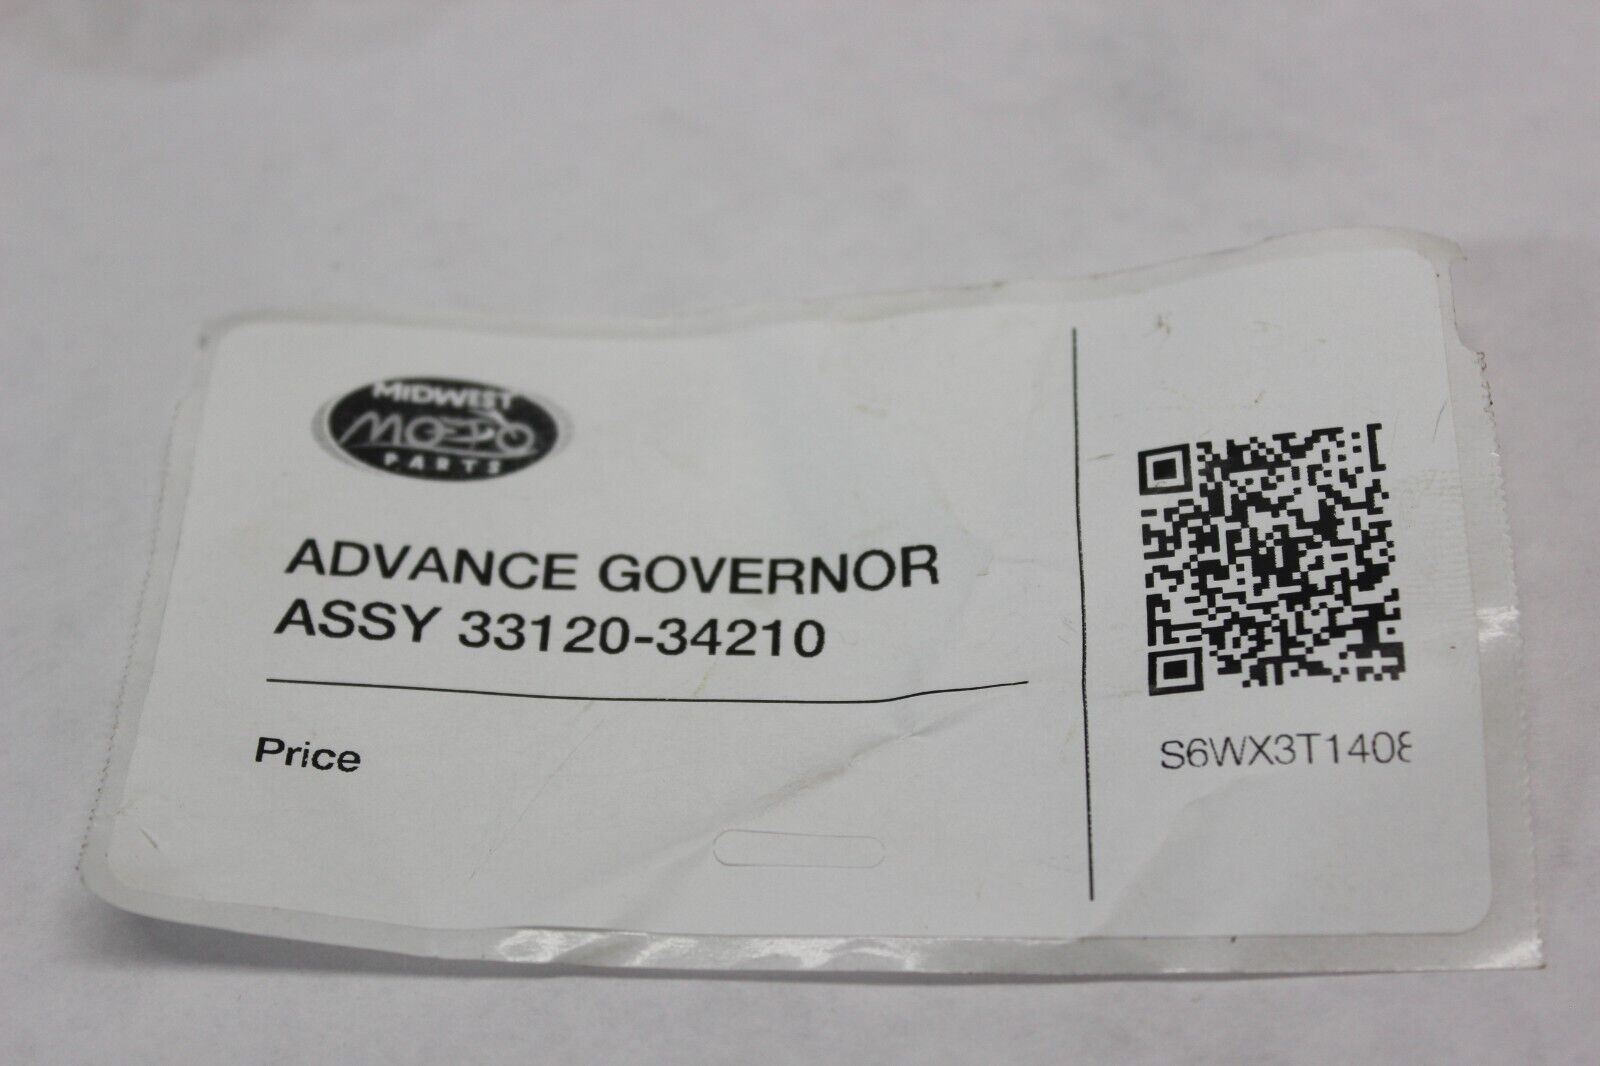 MIDWEST
MOTO
PARTS
ADVANCE GOVERNOR
ASSY 33120-34210
Price
S6WX3T1408